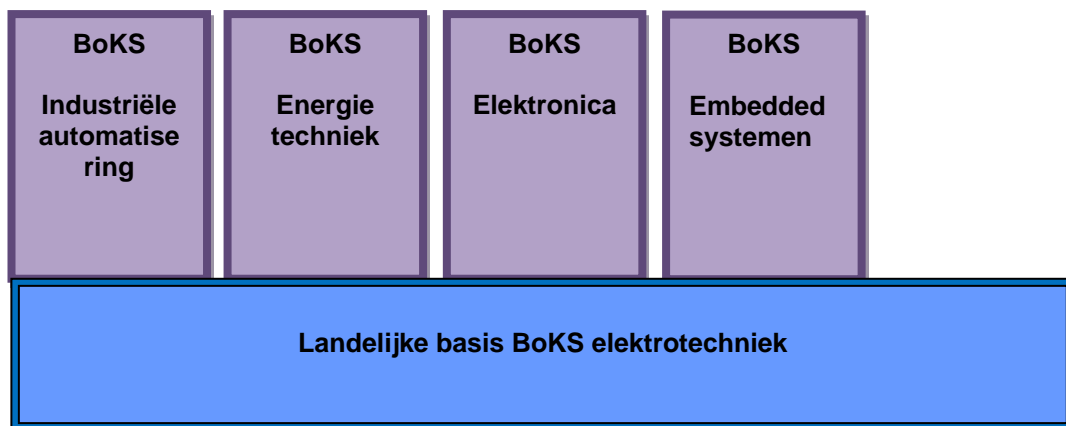 BoKS
Industriële
automatise
ring
BoKS
Energie
techniek
BoKS
Elektronica
BoKS
Embedded
systemen
Landelijke basis BoKS elektrotechniek